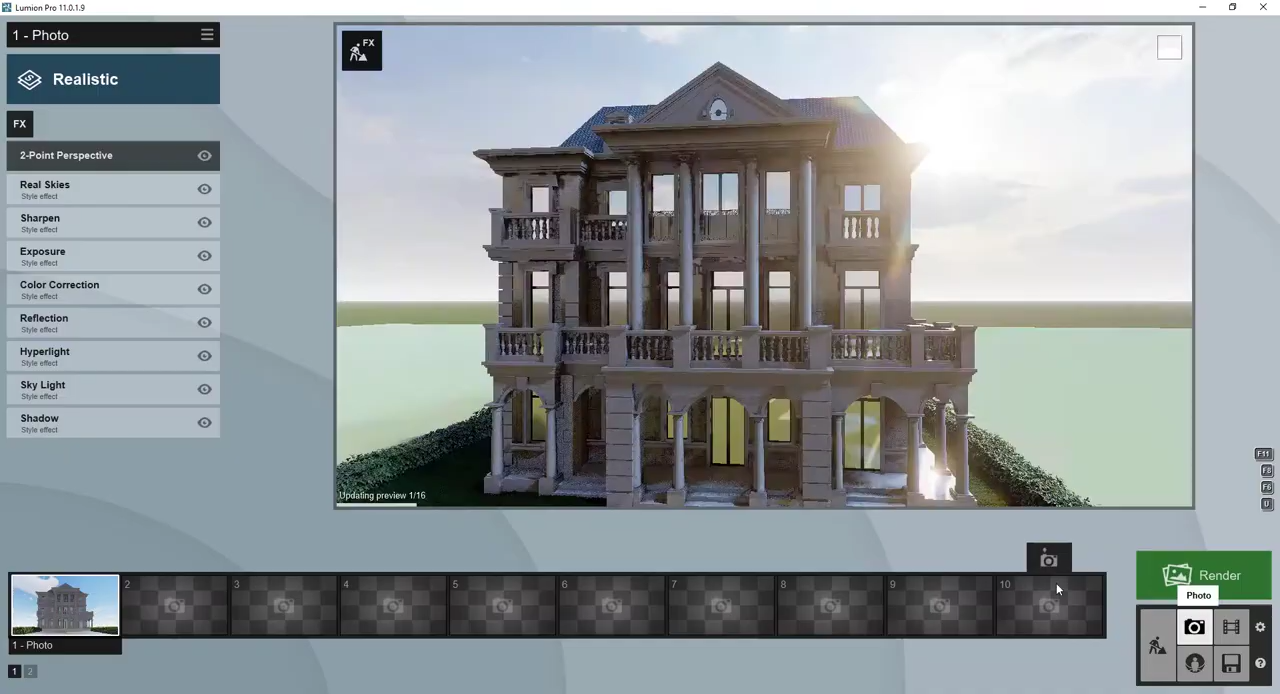 Lumion Pro 11.0.1.9
1 - Photo
Realistic
FX
FX
2-Point Perspective
Real Skies
Style effect
Sharpen
Style effect
Exposure
Style effect
Color Correction
Style effect
Reflection
Style effect
Hyperlight
Style effect
Sky Light
Style effect
Shadow
Style effect
Updating preview 1/16
F11
F8
F6
U
2
3
4
5
6
7
8
9
10
1 - Photo
1
2
Render
Photo